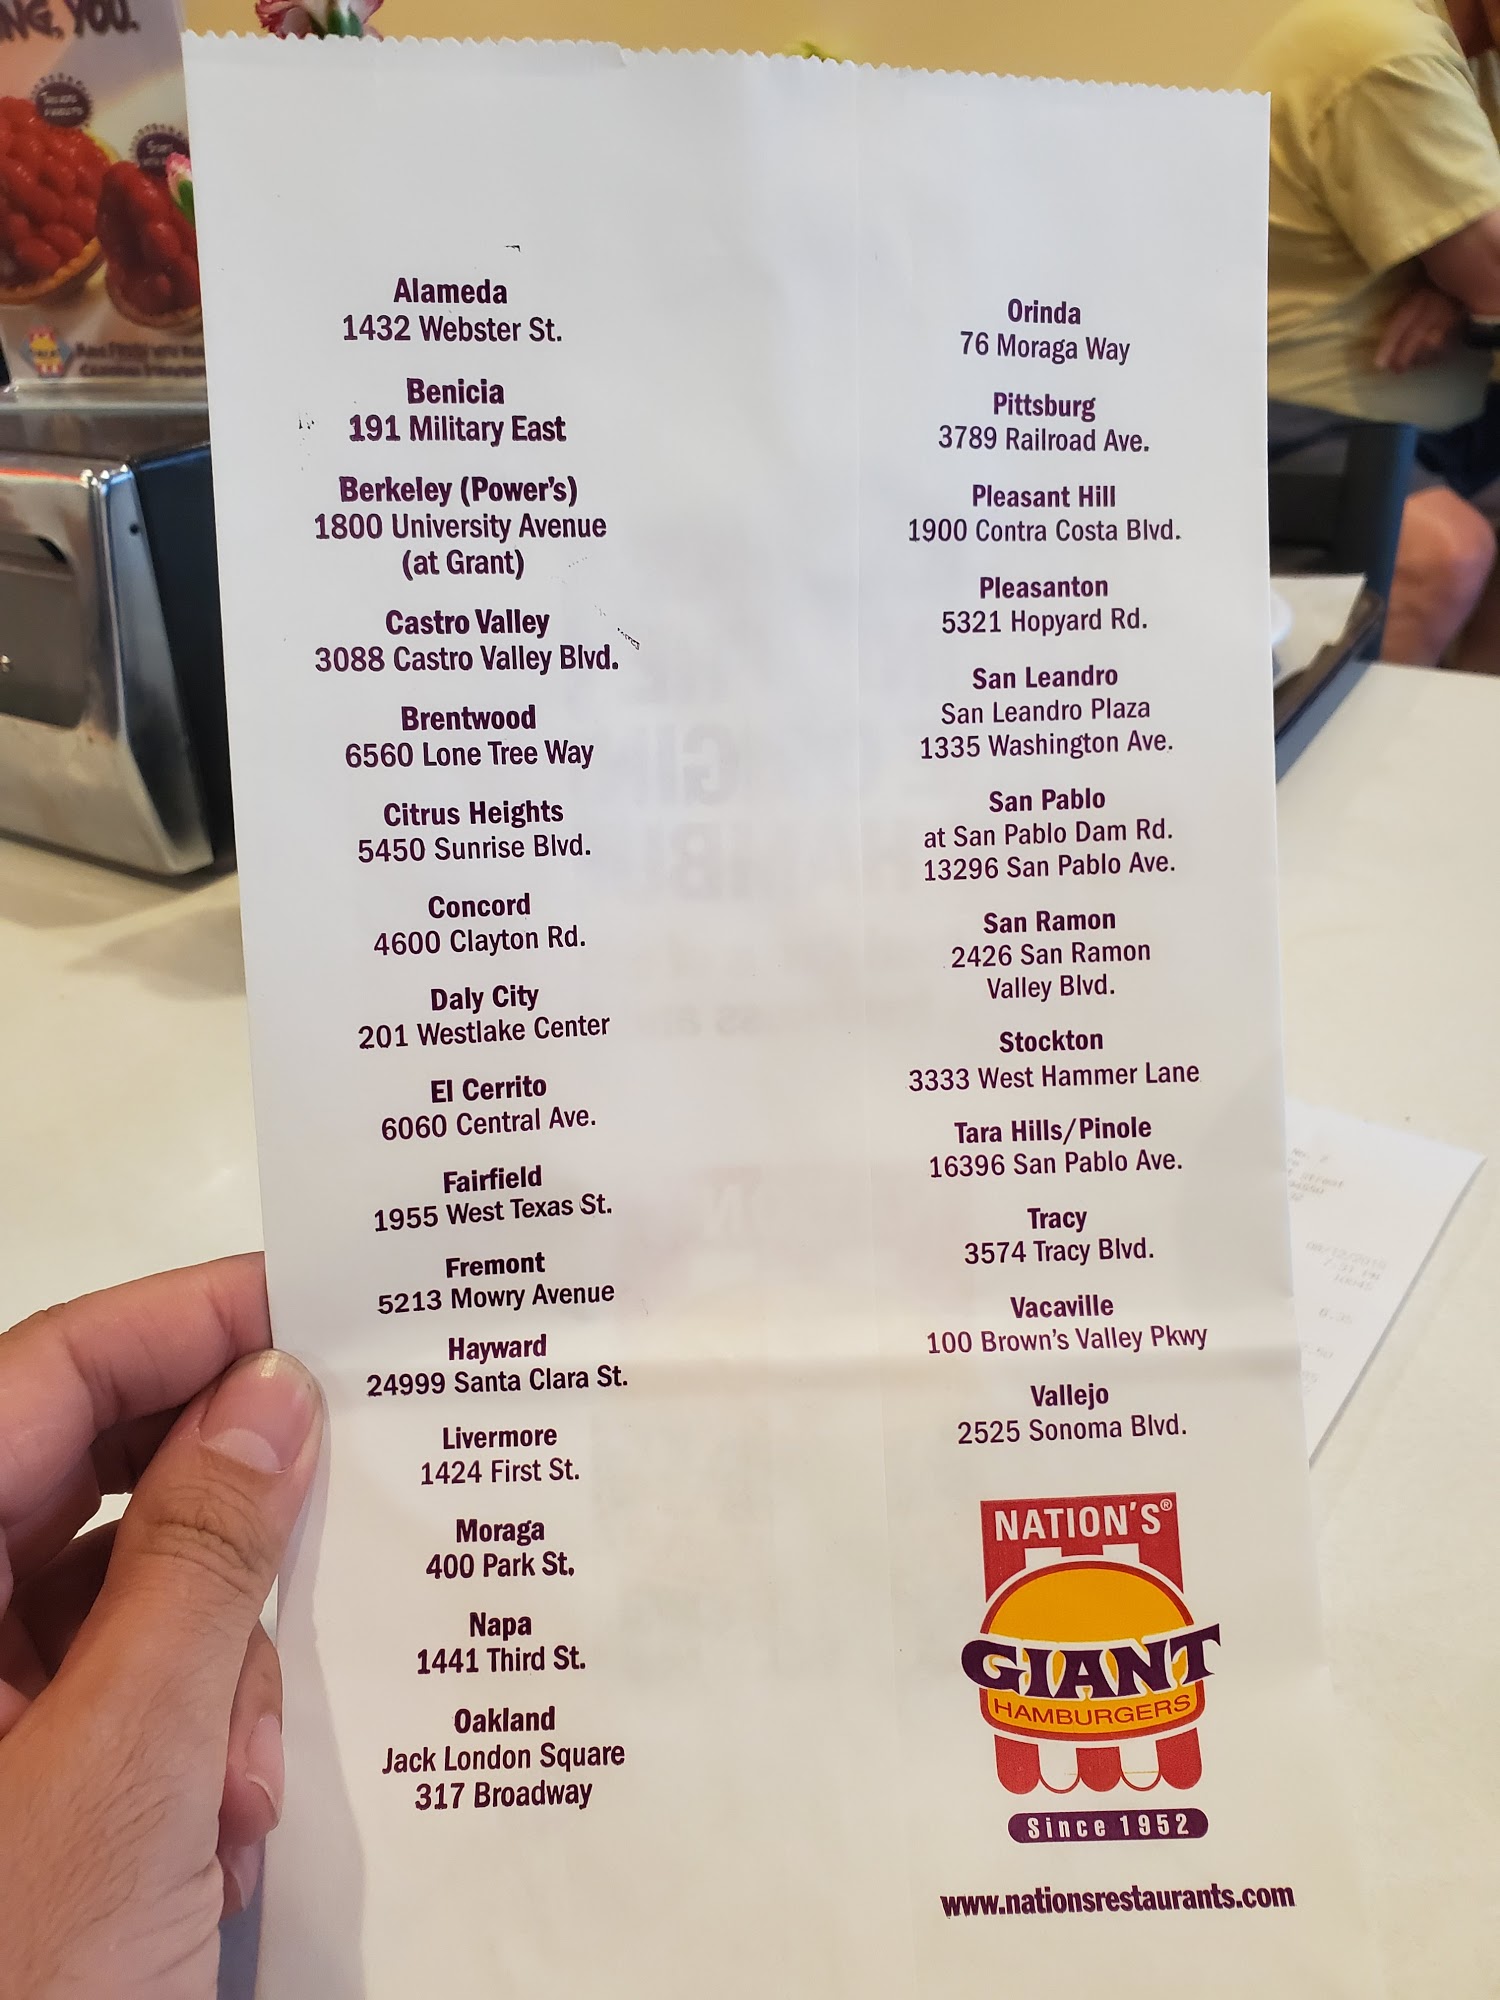 NG, YOU.
Alameda
1432 Webster St.
Benicia
191 Military East
Berkeley (Power's)
1800 University Avenue
(at Grant)
Castro Valley
3088 Castro Valley Blvd.
Brentwood
6560 Lone Tree Way
Citrus Heights
5450 Sunrise Blvd.
Concord
4600 Clayton Rd.
Daly City
201 Westlake Center
El Cerrito
6060 Central Ave.
Fairfield
1955 West Texas St.
Fremont
5213 Mowry Avenue
Hayward
24999 Santa Clara St.
Livermore
1424 First St.
Moraga
400 Park St.
Napa
1441 Third St.
Oakland
Jack London Square
317 Broadway
Orinda
76 Moraga Way
Pittsburg
3789 Railroad Ave.
Pleasant Hill
1900 Contra Costa Blvd.
Pleasanton
5321 Hopyard Rd.
San Leandro
San Leandro Plaza
1335 Washington Ave.
San Pablo
at San Pablo Dam Rd.
13296 San Pablo Ave.
San Ramon
2426 San Ramon
Valley Blvd.
Stockton
3333 West Hammer Lane
Tara Hills/Pinole
16396 San Pablo Ave.
Tracy
3574 Tracy Blvd.
Vacaville
100 Brown's Valley Pkwy
Vallejo
2525 Sonoma Blvd.
NATION'S®
GIANT
HAMBURGERS
Since 1952
www.nationsrestaurants.com